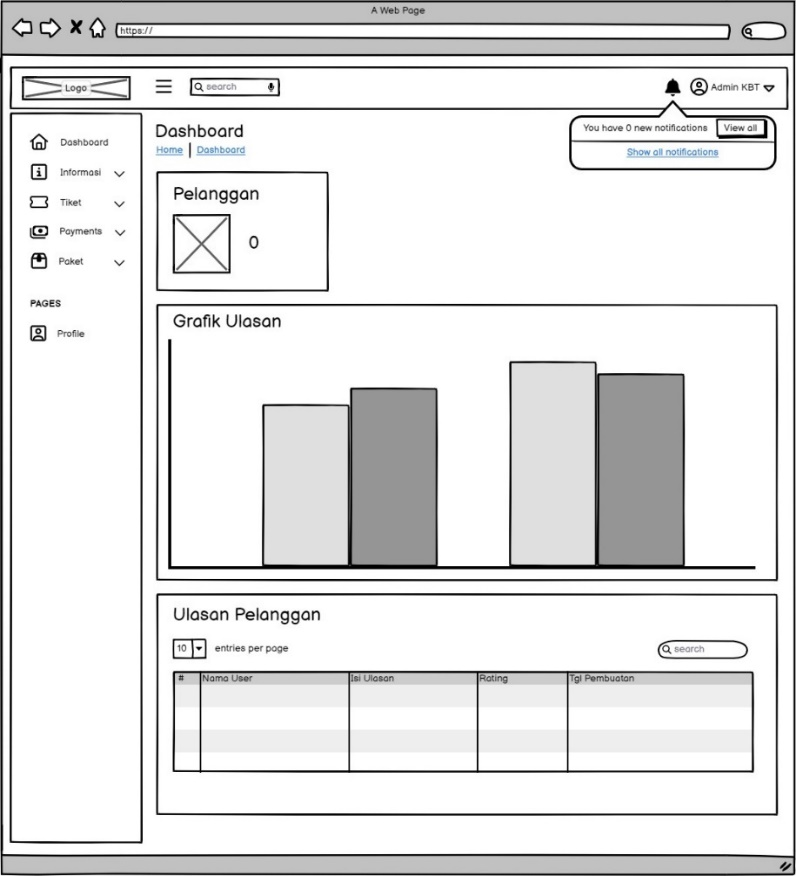 A Web Page
https://
Logo
search
Admin KBT
You have 0 new notifications
View all
Show all notifications
Dashboard
Informasi
Tiket
Payments
Paket
PAGES
Profile
Dashboard
Home Dashboard
Pelanggan
0
Grafik Ulasan
Ulasan Pelanggan
10 entries per page
search
# Nama User Isi Ulasan Rating Tgl Pembuatan